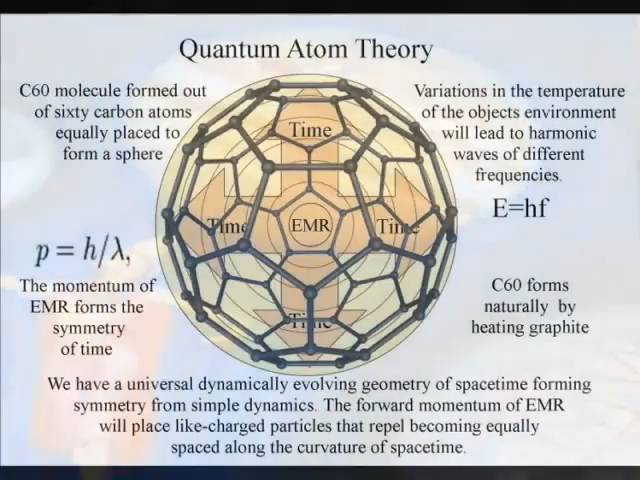 Quantum Atom Theory
C60 molecule formed out
of sixty carbon atoms
equally placed to
form a sphere
Variations in the temperature
of the objects environment
will lead to harmonic
waves of different
frequencies.
E=hf
Time
Time
EMR
Time
Time
p = h/λ,
The momentum of
EMR forms the
symmetry
of time
C60 forms
naturally by
heating graphite
We have a universal dynamically evolving geometry of spacetime forming
symmetry from simple dynamics. The forward momentum of EMR
will place like-charged particles that repel becoming equally
spaced along the curvature of spacetime.